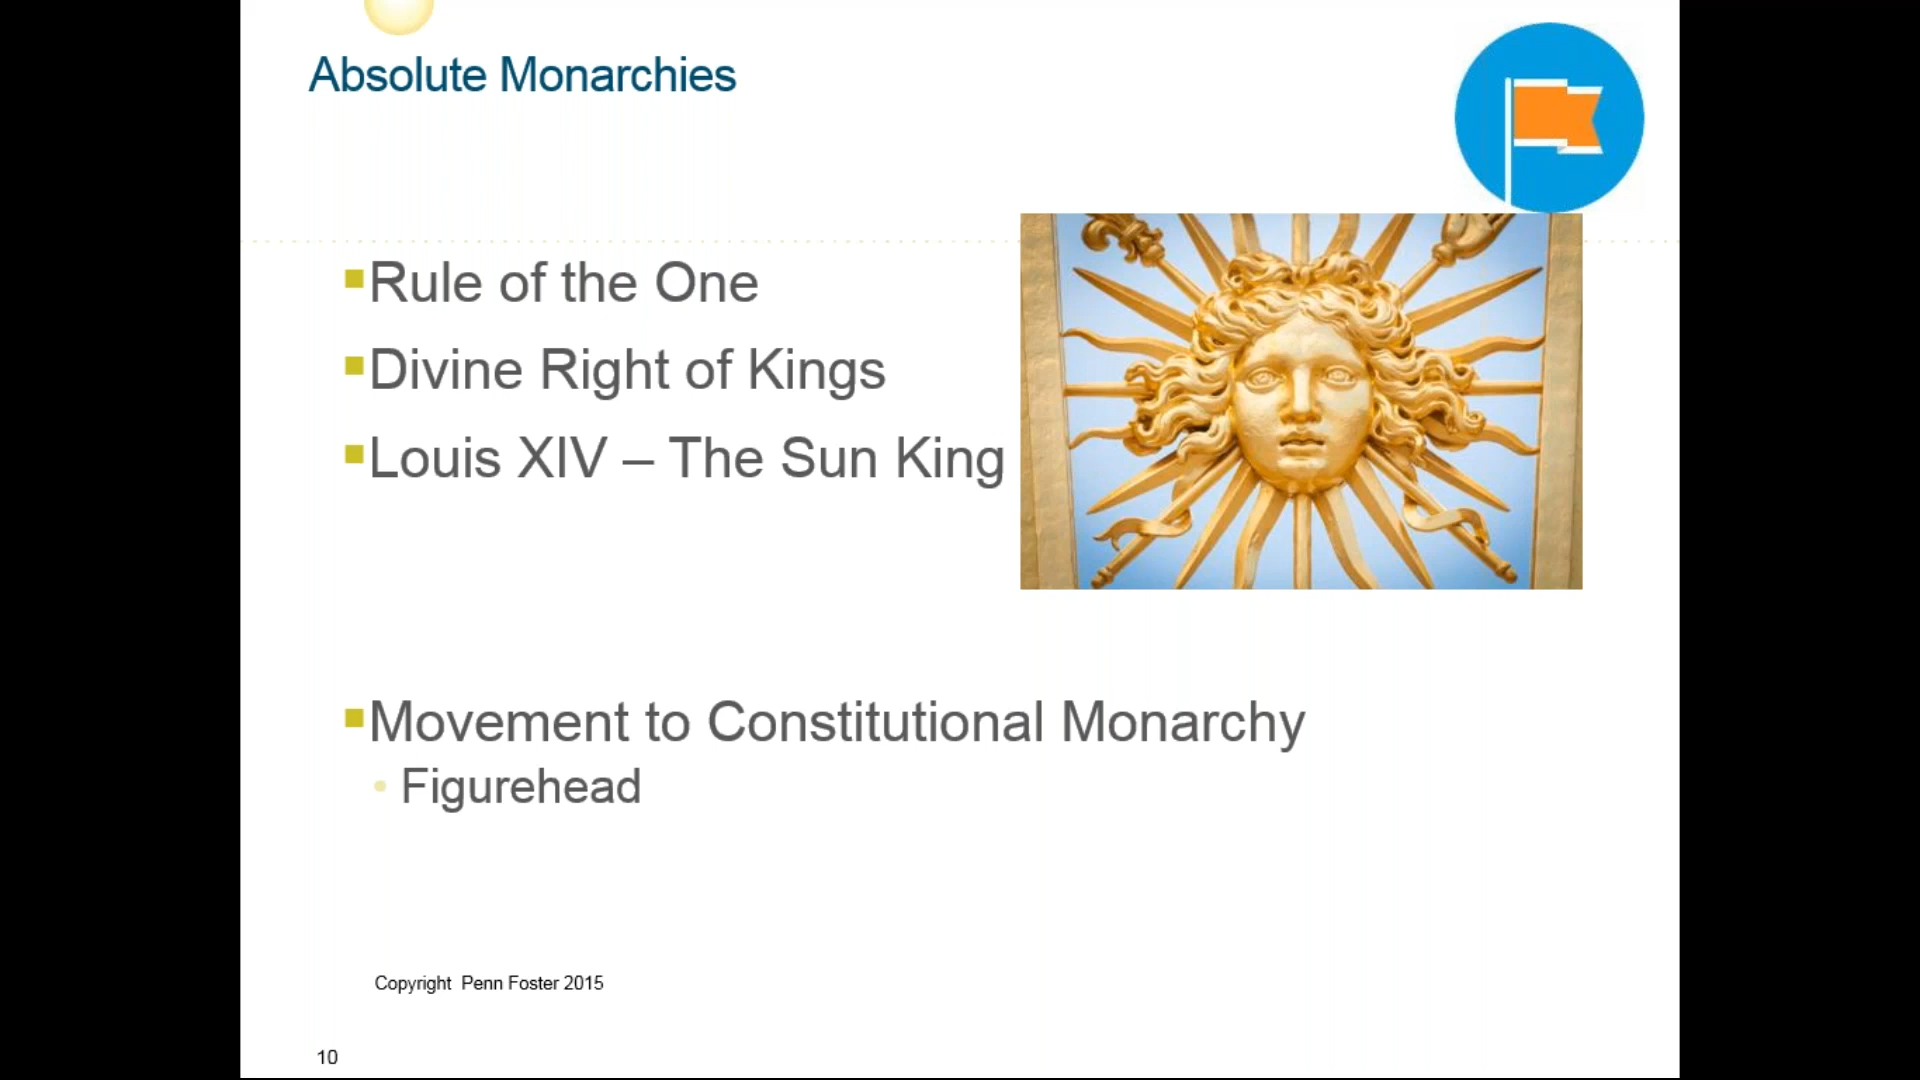 Absolute Monarchies
Rule of the One
Divine Right of Kings
Louis XIV – The Sun King
Movement to Constitutional Monarchy
Figurehead
Copyright Penn Foster 2015
10